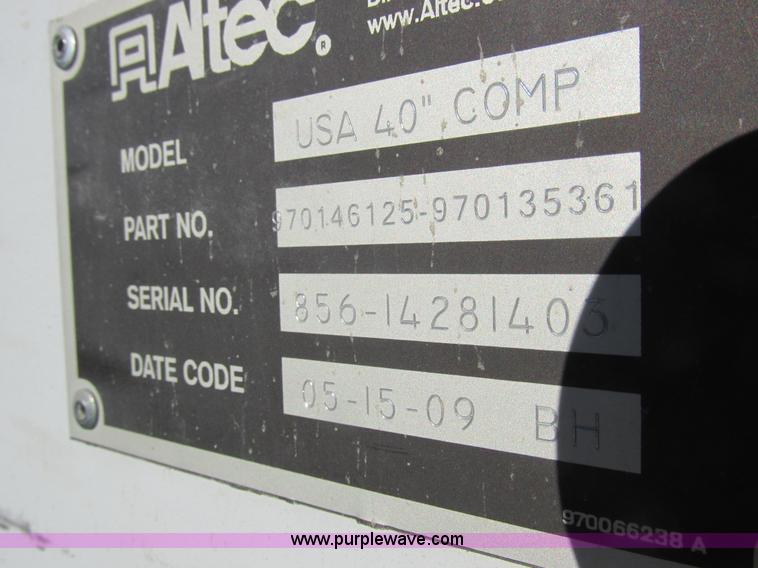 Altec®
www.Altec.
MODEL USA 40" COMP
PART NO. 970146125-970135361
SERIAL NO. 856-14281403
DATE CODE 05-15-09 BH
970066238 A
www.purplewave.com